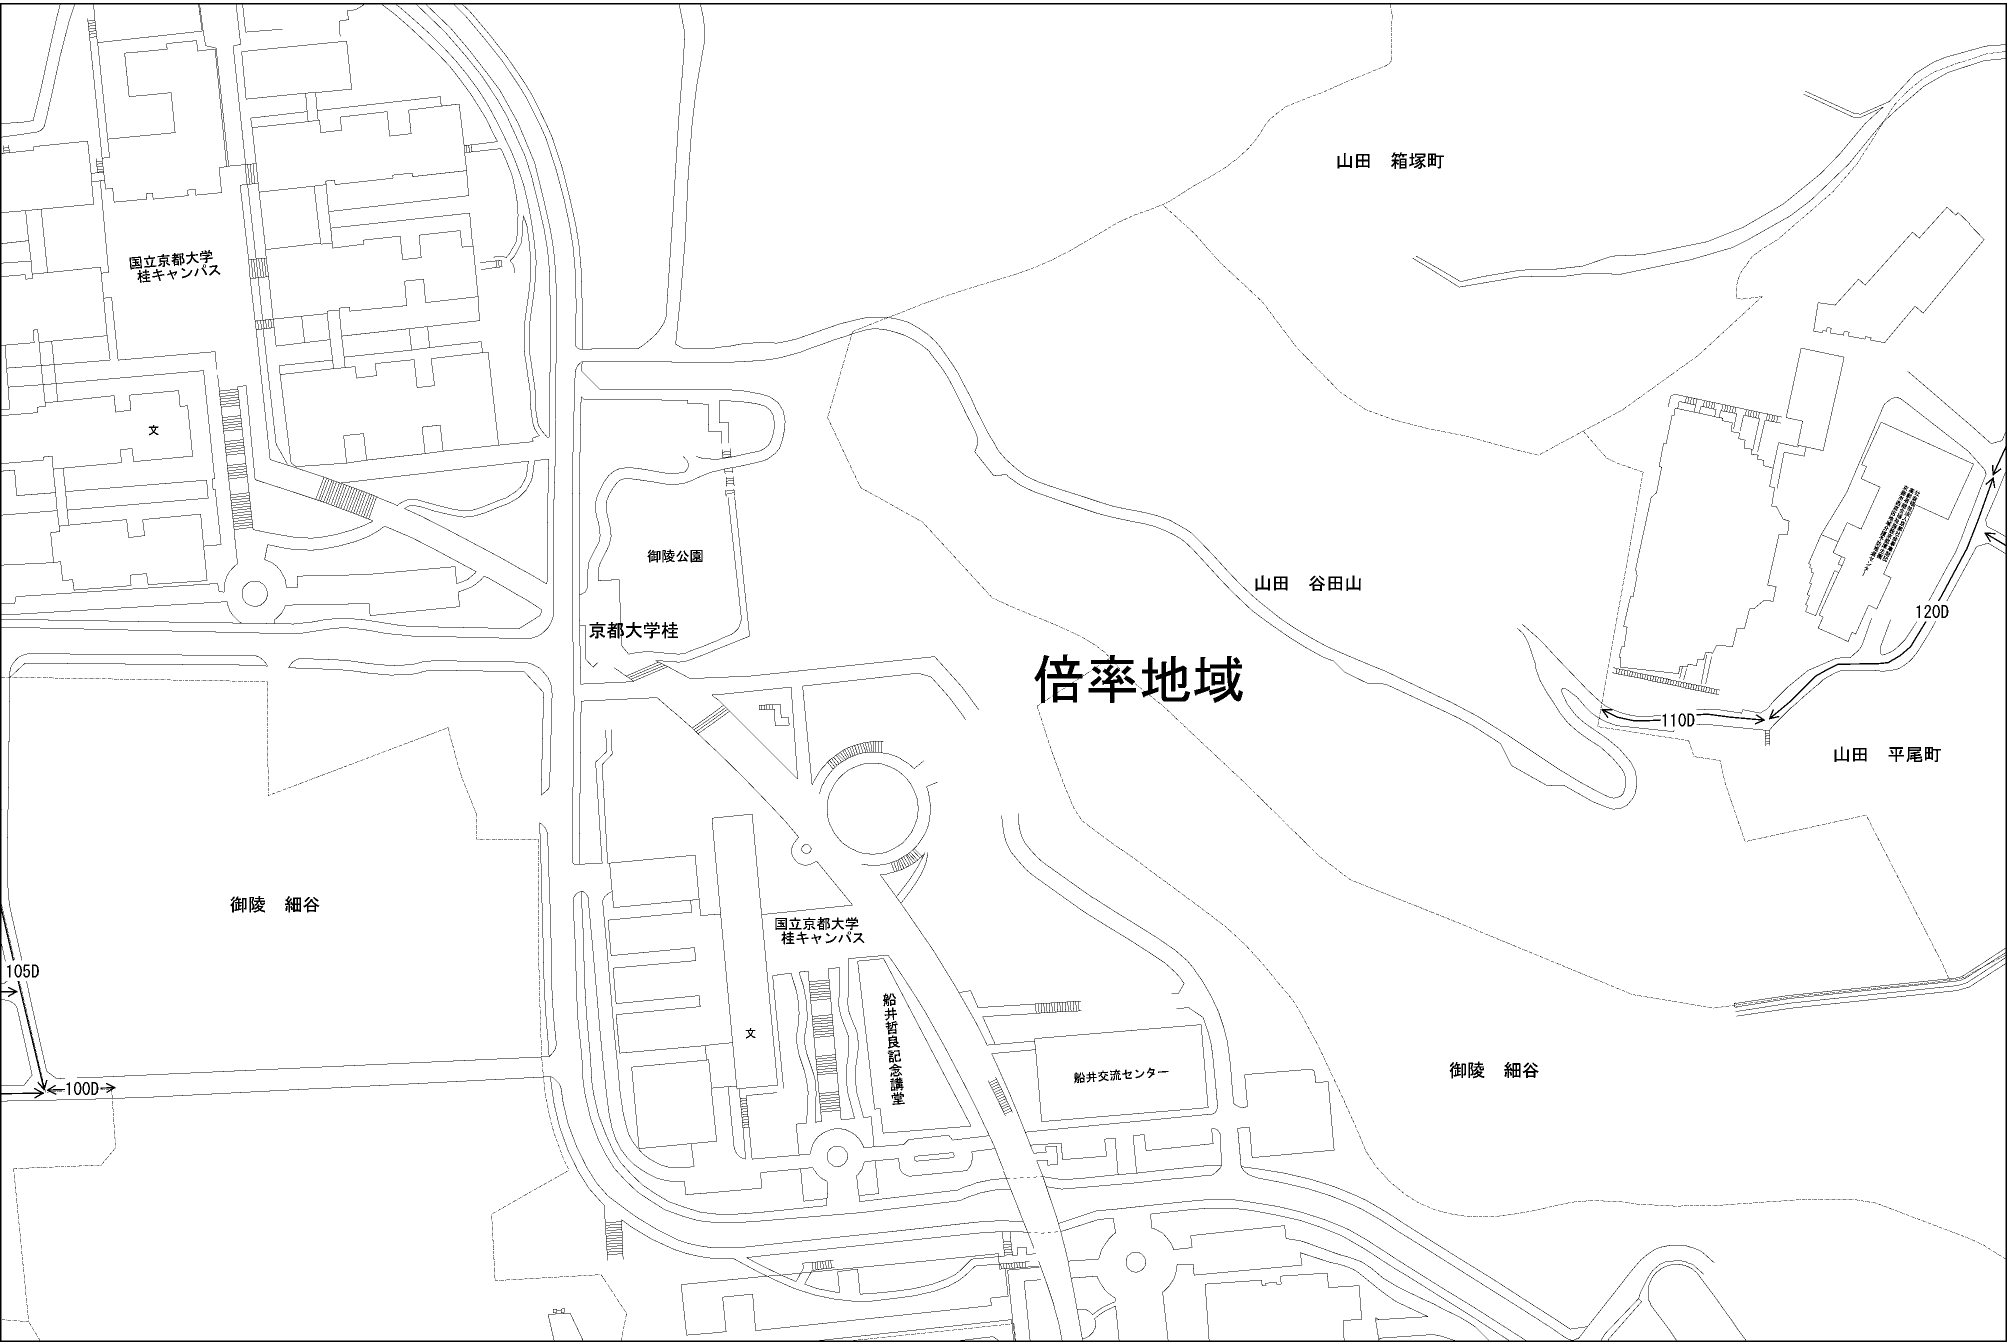 山田　箱塚町
国立京都大学
桂キャンパス
文
御陵公園
山田　谷田山
120D
京都大学桂
倍率地域
110D
山田　平尾町
御陵　細谷
国立京都大学
桂キャンパス
105D
船井哲良記念講堂
文
御陵　細谷
船井交流センター
100D